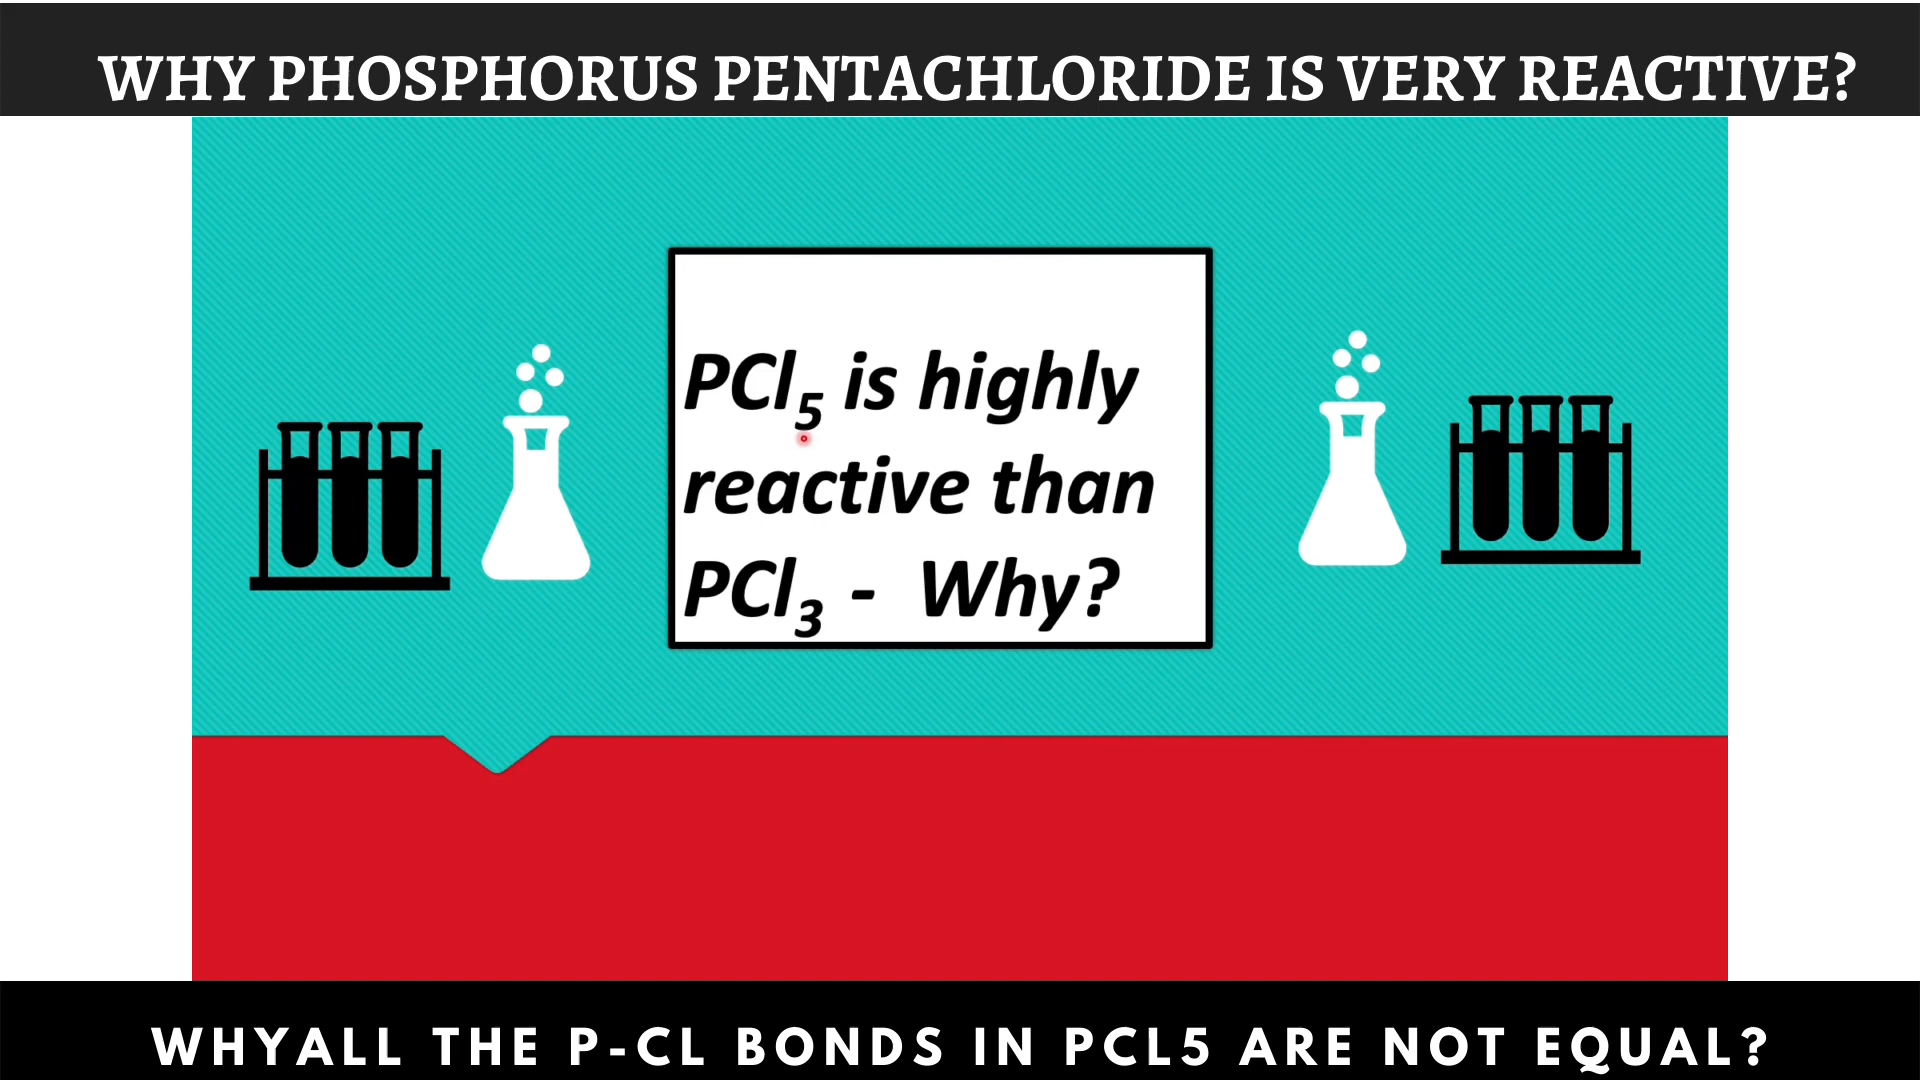 WHY PHOSPHORUS PENTACHLORIDE IS VERY REACTIVE?
PCl₅ is highly
reactive than
PCl₃ - Why?
WHYALL THE P-CL BONDS IN PCL5 ARE NOT EQUAL?